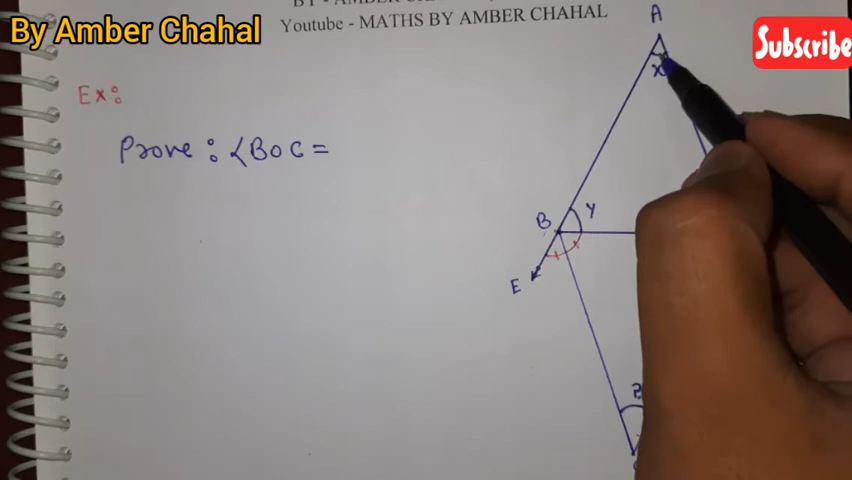 Youtube - MATHS BY AMBER CHAHAL
By Amber Chahal
Subscribe
A
Ex:
X
Prove : ∠BOC =
B
Y
E